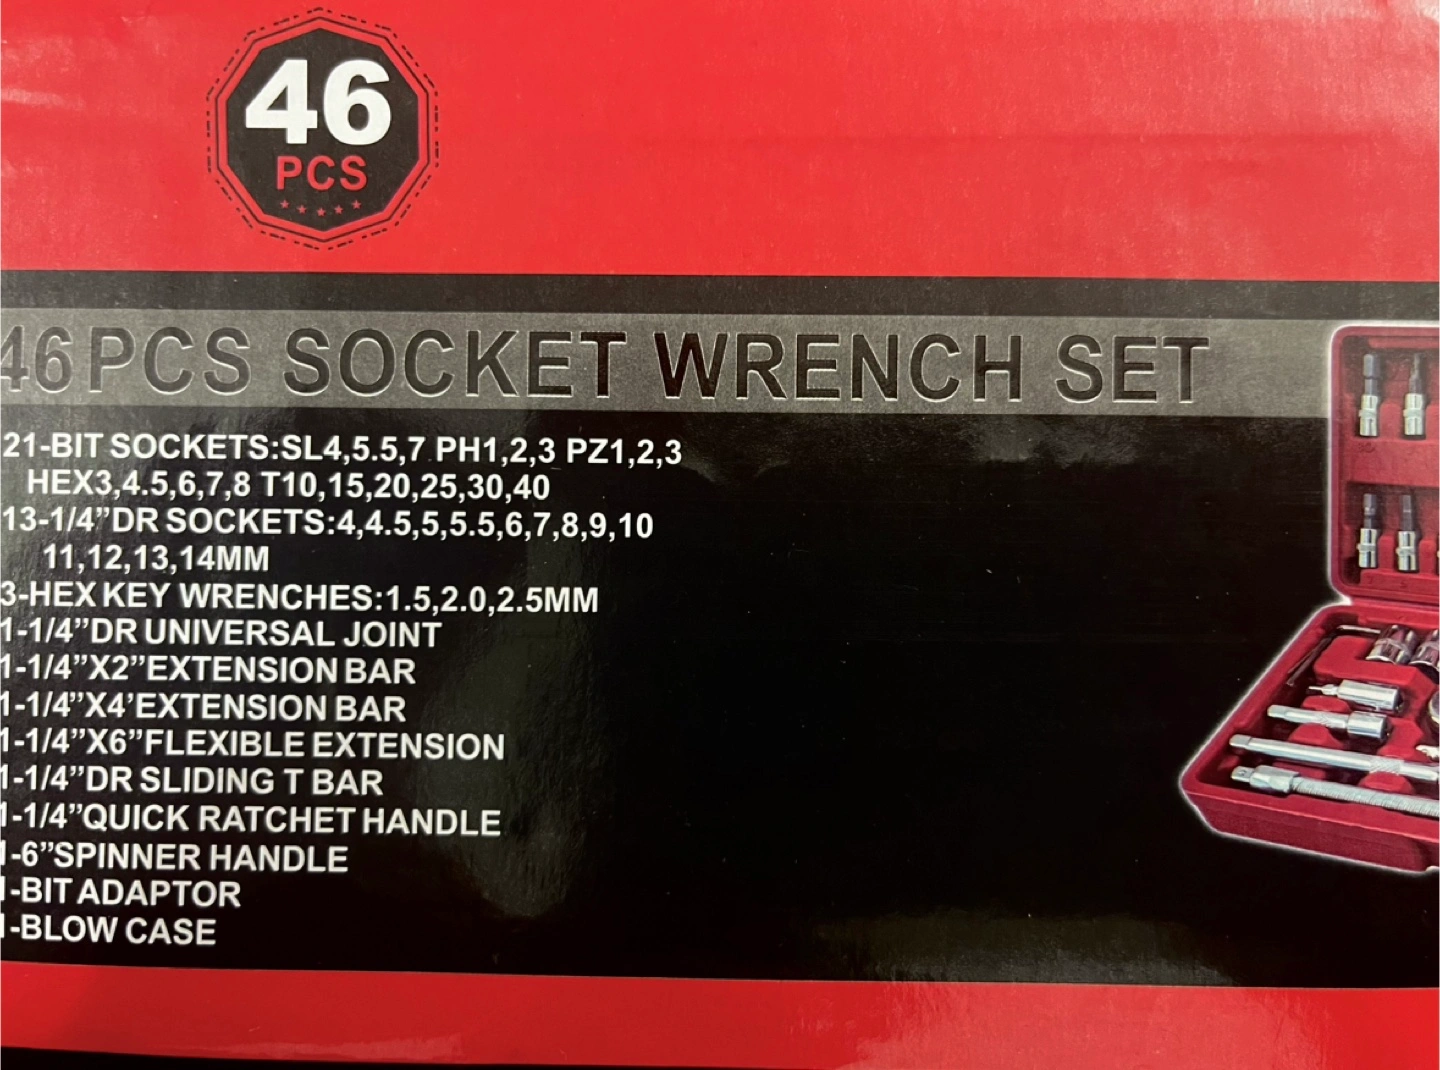 46
PCS
46PCS SOCKET WRENCH SET
21-BIT SOCKETS:SL4,5.5,7 PH1,2,3 PZ1,2,3
HEX3,4.5,6,7,8 T10,15,20,25,30,40
13-1/4”DR SOCKETS:4,4.5,5,5.5,6,7,8,9,10
11,12,13,14MM
3-HEX KEY WRENCHES:1.5,2.0,2.5MM
1-1/4”DR UNIVERSAL JOINT
1-1/4”X2”EXTENSION BAR
1-1/4”X4’EXTENSION BAR
1-1/4”X6”FLEXIBLE EXTENSION
1-1/4”DR SLIDING T BAR
1-1/4”QUICK RATCHET HANDLE
1-6”SPINNER HANDLE
1-BIT ADAPTOR
1-BLOW CASE